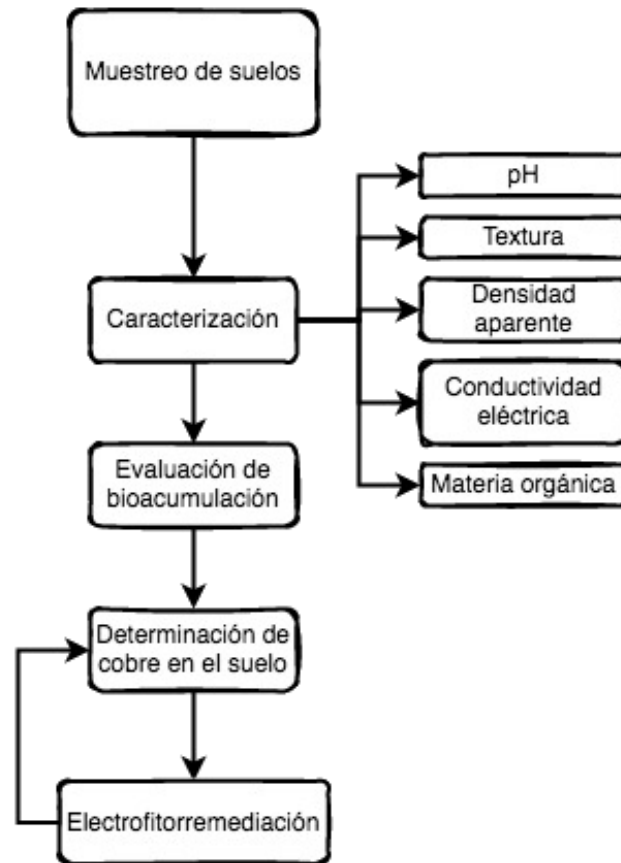 Muestreo de suelos
pH
Textura
Densidad
aparente
Caracterización
Conductividad
eléctrica
Materia orgánica
Evaluación de
bioacumulación
Determinación de
cobre en el suelo
Electrofitorremediación